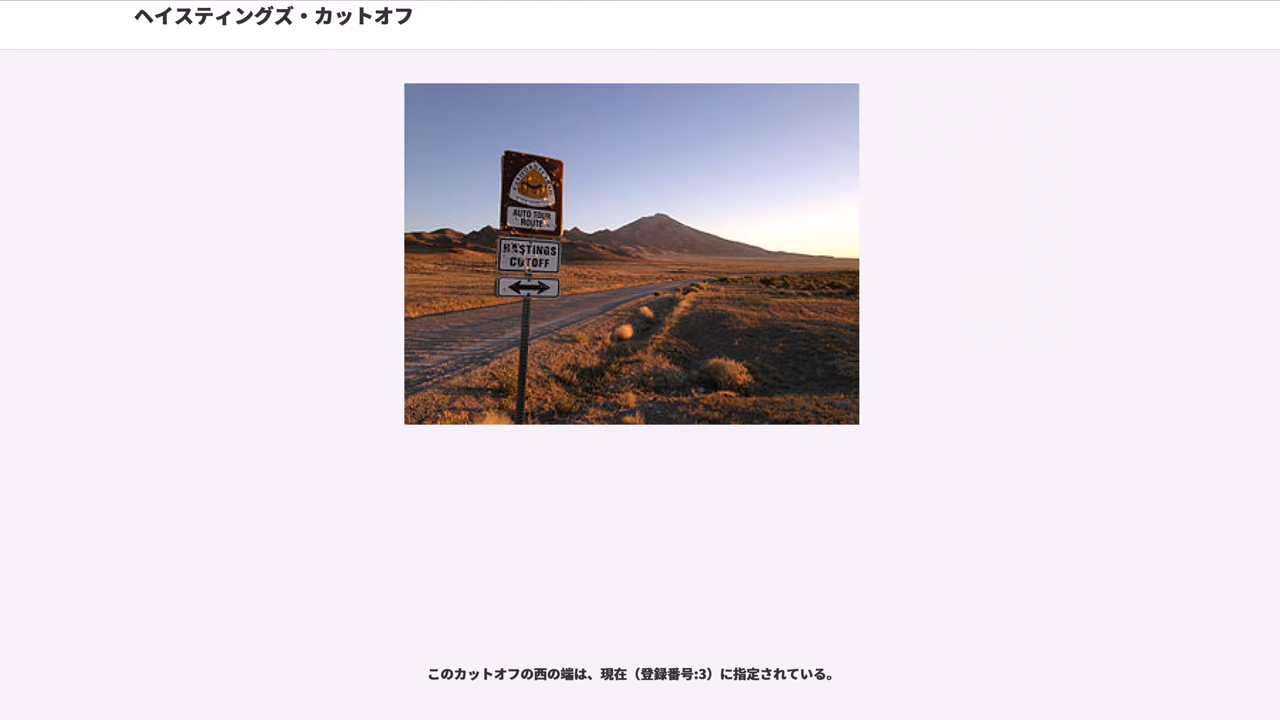 ヘイスティングズ・カットオフ
AUTO TOUR
ROUTE
HASTINGS
CUTOFF
このカットオフの西の端は、現在（登録番号:3）に指定されている。